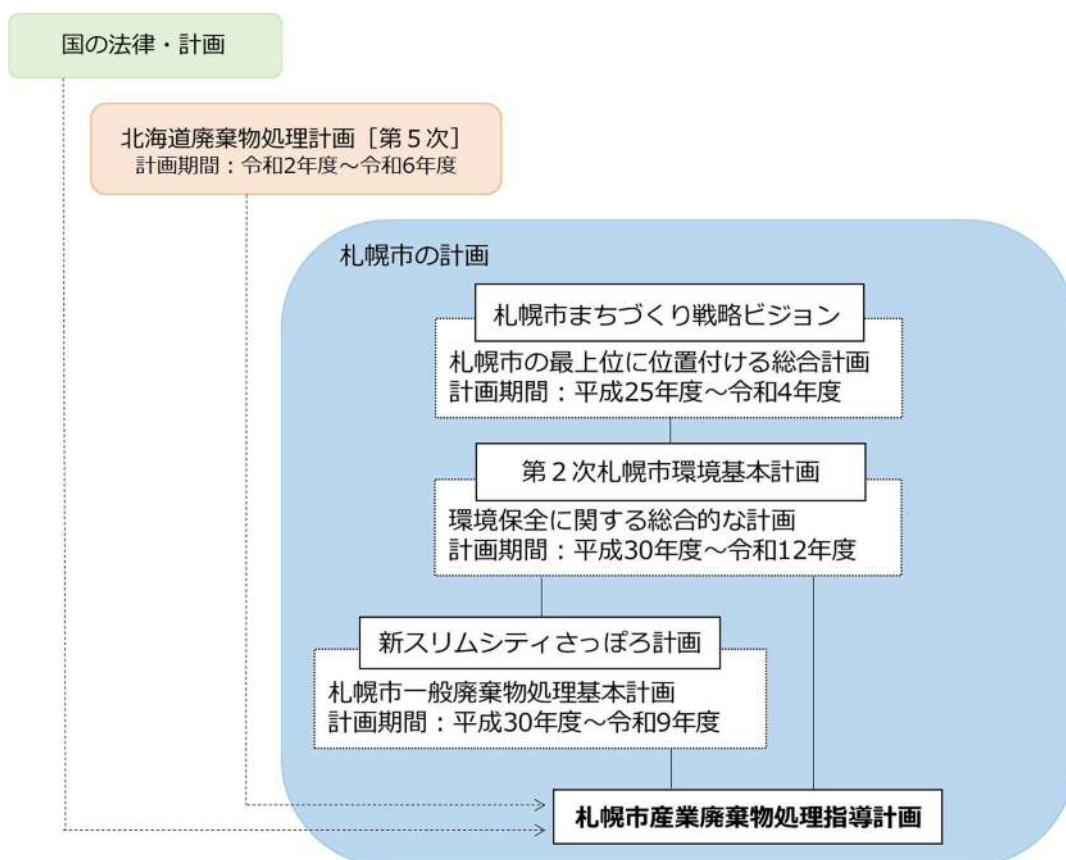 国の法律・計画
北海道廃棄物処理計画［第５次］
計画期間：令和2年度～令和6年度
札幌市の計画
札幌市まちづくり戦略ビジョン
札幌市の最上位に位置付ける総合計画
計画期間：平成25年度～令和4年度
第２次札幌市環境基本計画
環境保全に関する総合的な計画
計画期間：平成30年度～令和12年度
新スリムシティさっぽろ計画
札幌市一般廃棄物処理基本計画
計画期間：平成30年度～令和9年度
札幌市産業廃棄物処理指導計画